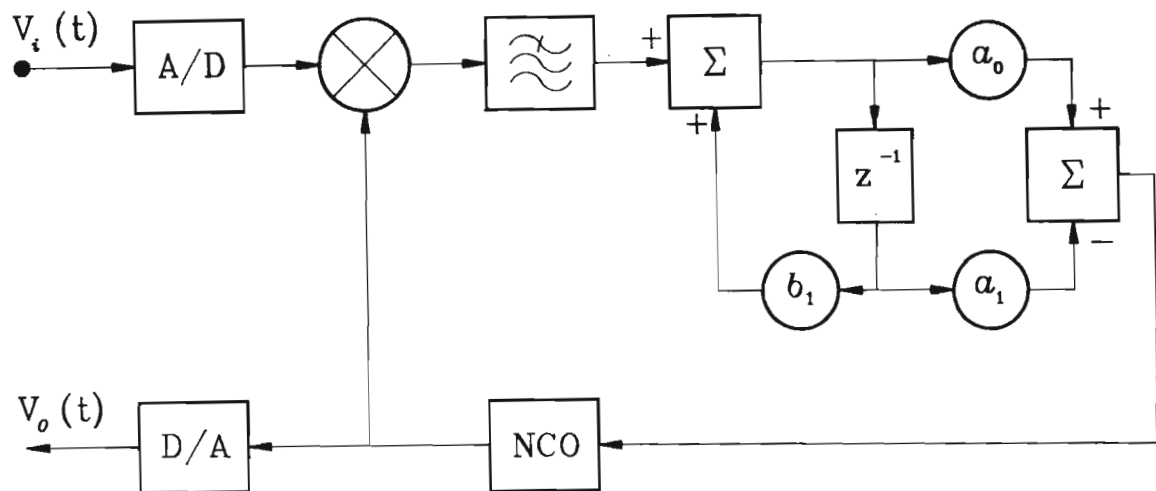 V_i (t)
A/D
+
Σ
+
a_0
z^{-1}
+
Σ
−
b_1
a_1
V_o (t)
D/A
NCO